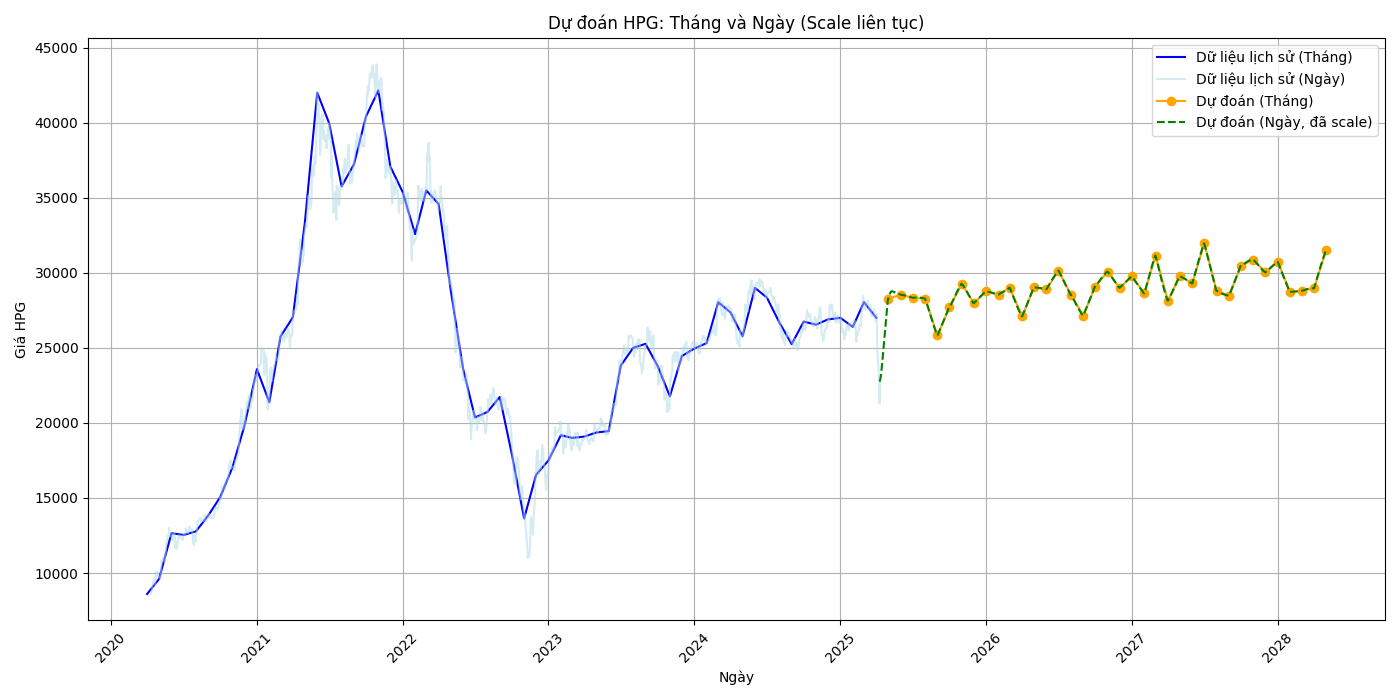 Dự đoán HPG: Tháng và Ngày (Scale liên tục)
Dữ liệu lịch sử (Tháng)
Dữ liệu lịch sử (Ngày)
Dự đoán (Tháng)
Dự đoán (Ngày, đã scale)
Giá HPG
45000
40000
35000
30000
25000
20000
15000
10000
2020
2021
2022
2023
2024
2025
2026
2027
2028
Ngày